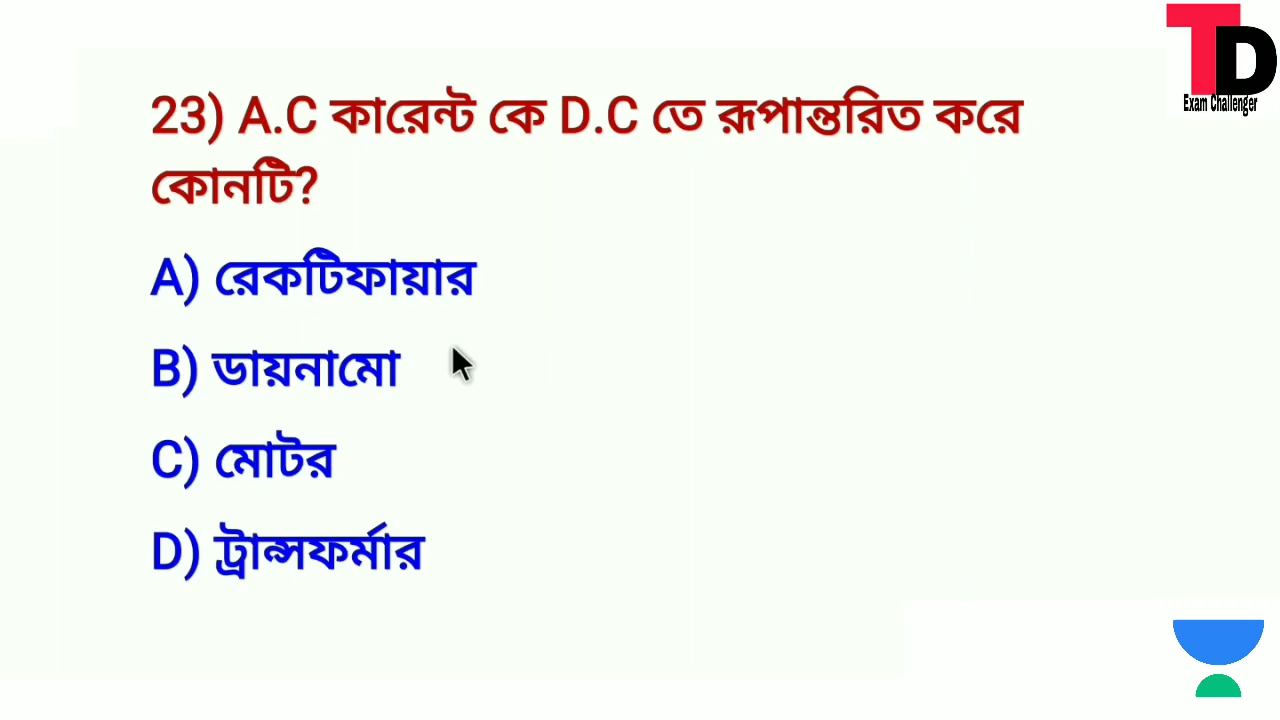 TD
Exam Challenger
23) A.C কারেন্ট কে D.C তে রূপান্তরিত করে
কোনটি?
A) রেকটিফায়ার
B) ডায়নামো
C) মোটর
D) ট্রান্সফর্মার